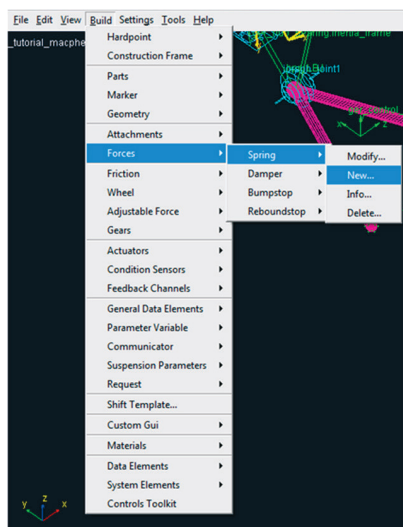 File Edit View Build Settings Tools Help
_tutorial_macphe
Hardpoint
Construction Frame
Parts
Marker
Geometry
Attachments
Forces
Friction
Wheel
Adjustable Force
Gears
Actuators
Condition Sensors
Feedback Channels
General Data Elements
Parameter Variable
Communicator
Suspension Parameters
Request
Shift Template...
Custom Gui
Materials
Data Elements
System Elements
Controls Toolkit
Spring
Damper
Bumpstop
Reboundstop
Modify...
New...
Info...
Delete...
x z
y z x